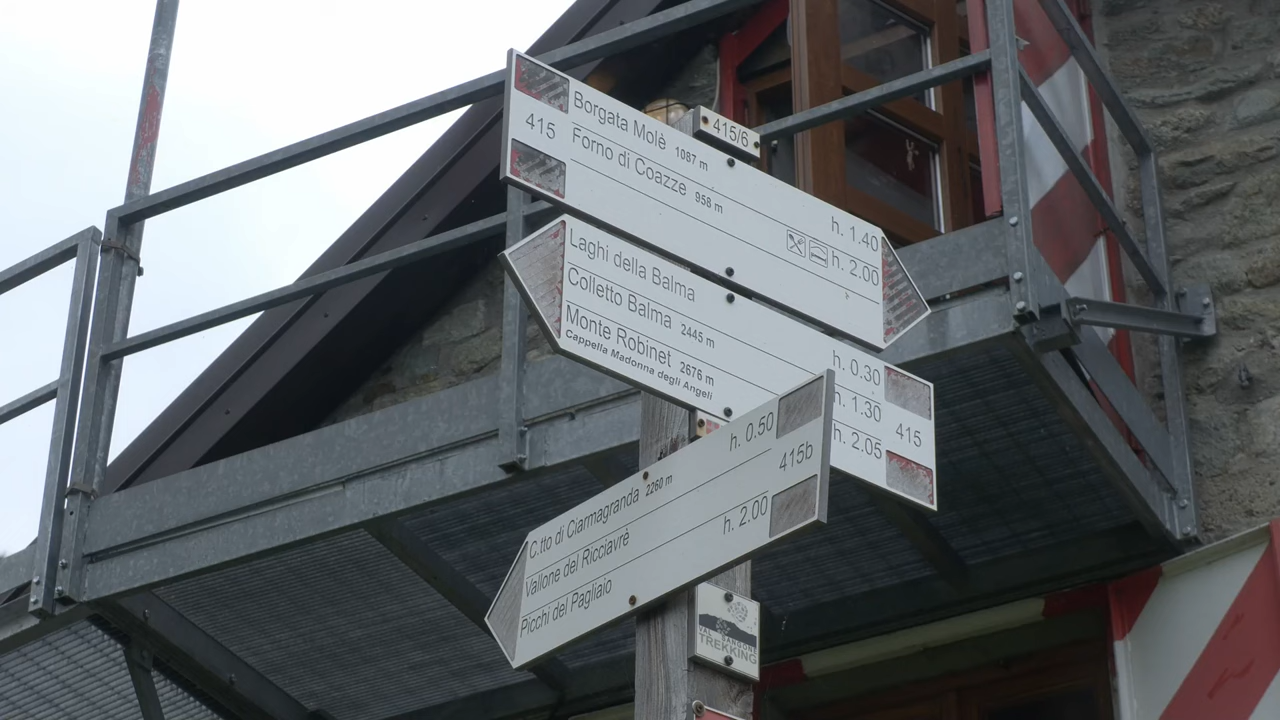 415/6
Borgata Molè 1087 m h. 1.40
415
Forno di Coazze 958 m h. 2.00
Laghi della Balma h. 0.30
Colletto Balma 2445 m h. 1.30
415
Monte Robinet 2676 m h. 2.05
Cappella Madonna degli Angeli
C.tto di Ciarmagranda 2260 m h. 0.50
415b
Vallone del Ricciavrè h. 2.00
Picchi del Pagliaio
VAL SANGONE
TREKKING